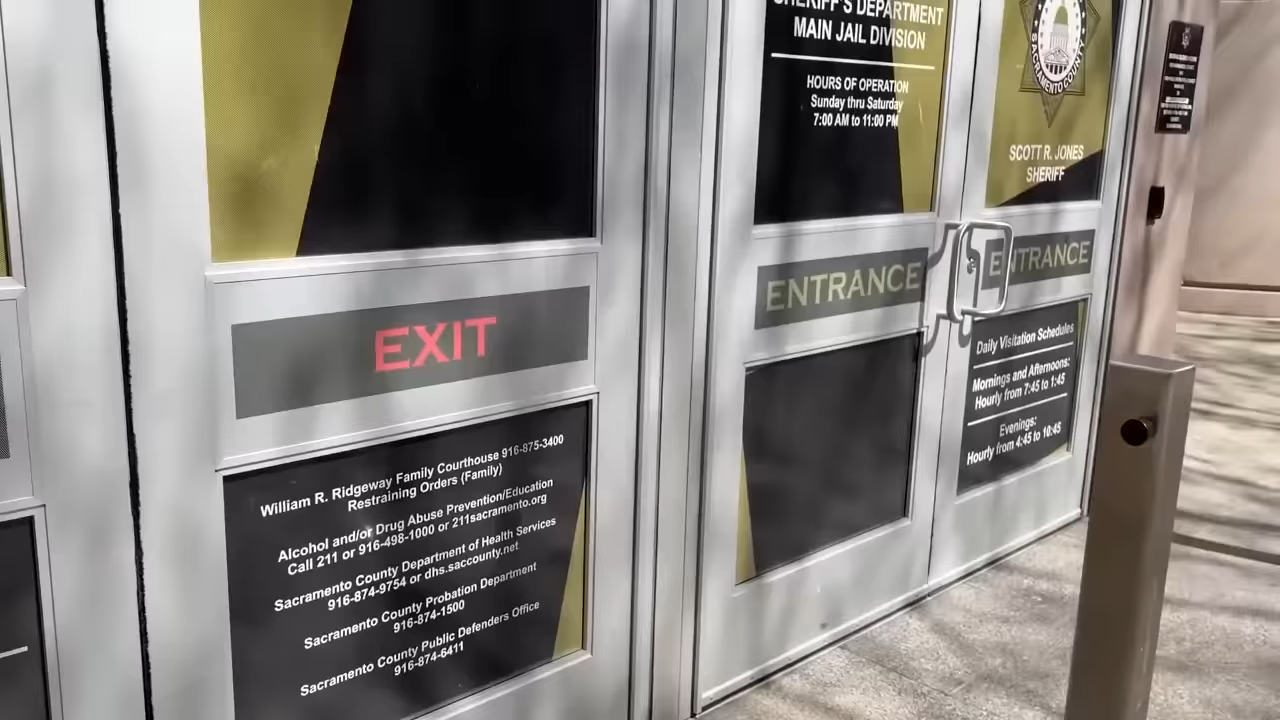 EXIT
William R. Ridgeway Family Courthouse 916-875-3400
Restraining Orders (Family)
Alcohol and/or Drug Abuse Prevention/Education
Call 211 or 916-498-1000 or 211sacramento.org
Sacramento County Department of Health Services
916-874-9754 or dhs.saccounty.net
Sacramento County Probation Department
916-874-1500
Sacramento County Public Defenders Office
916-874-6411
SHERIFF'S DEPARTMENT
MAIN JAIL DIVISION
HOURS OF OPERATION
Sunday thru Saturday
7:00 AM to 11:00 PM
ENTRANCE
SACRAMENTO COUNTY
SCOTT R. JONES
SHERIFF
ENTRANCE
Daily Visitation Schedules
Mornings and Afternoons:
Hourly from 7:45 to 1:45
Evenings:
Hourly from 4:45 to 10:45